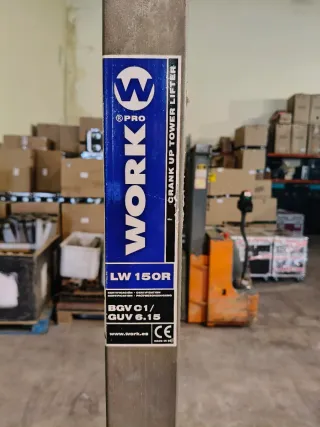 W
WORK
® PRO
CRANK UP TOWER LIFTER
LW 150R
BGV C1/
GUV 6.15
www.work.es
CE